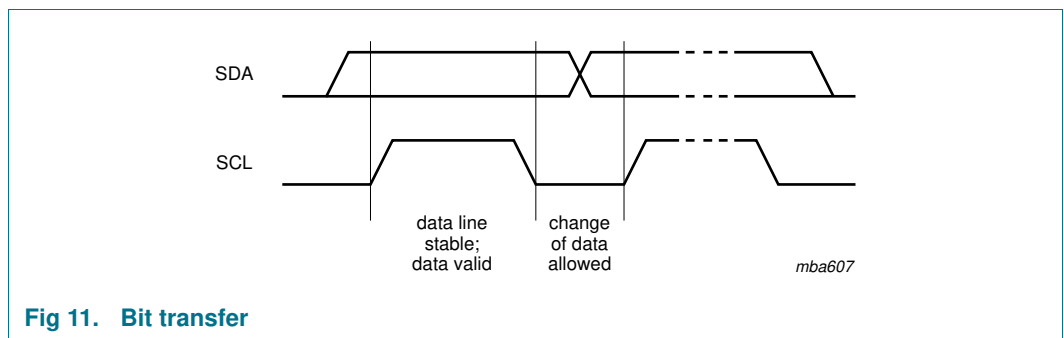 SDA
SCL
data line
stable;
data valid
change
of data
allowed
mba607
Fig 11. Bit transfer